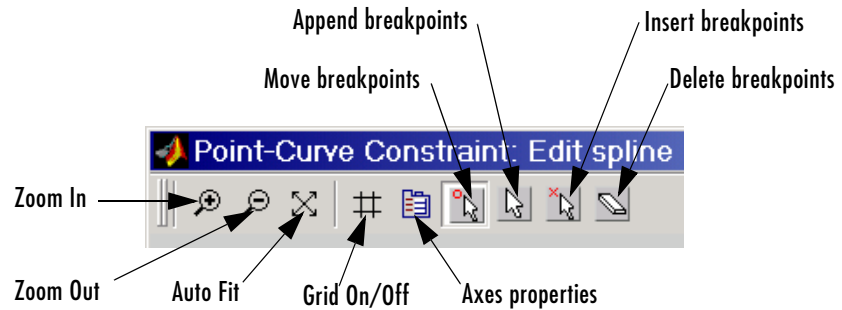 Append breakpoints
Insert breakpoints
Move breakpoints
Delete breakpoints
Point-Curve Constraint: Edit spline
Zoom In
Zoom Out
Auto Fit
Grid On/Off
Axes properties